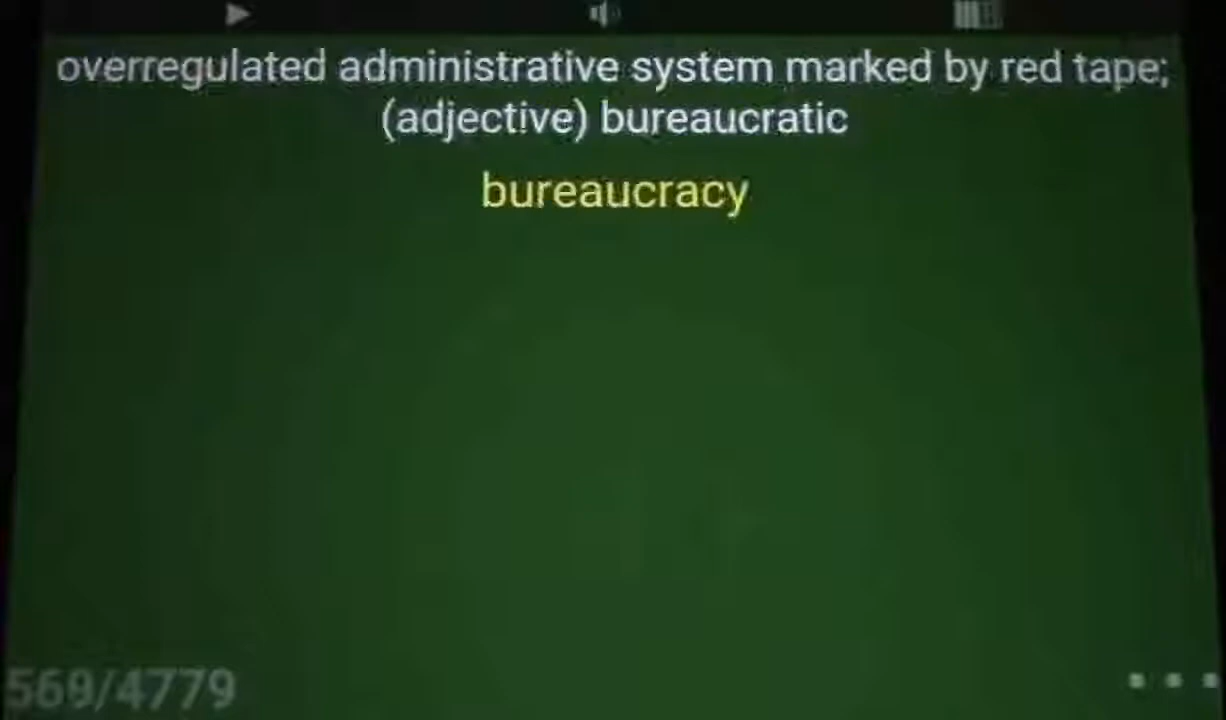 overregulated administrative system marked by red tape;
(adjective) bureaucratic
bureaucracy
569/4779